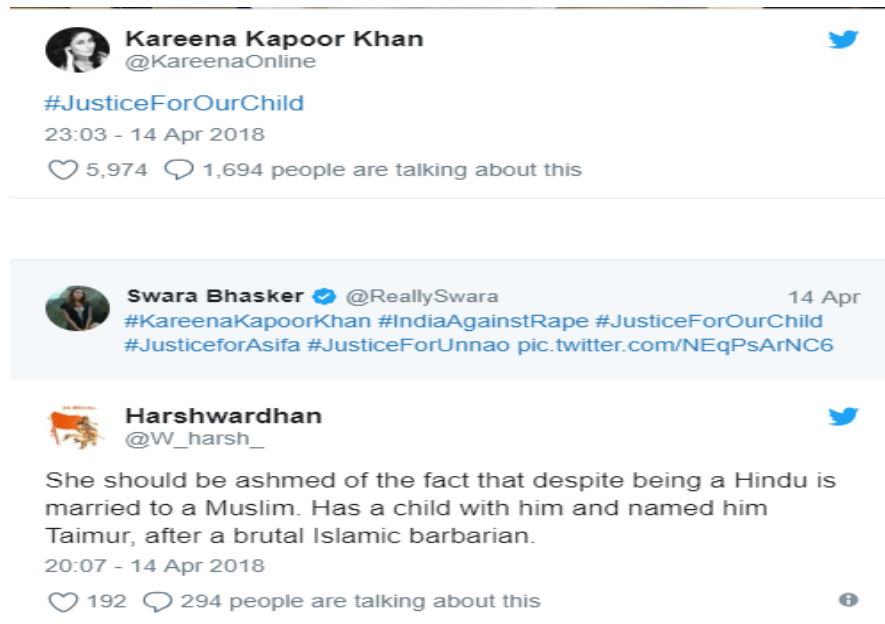 Kareena Kapoor Khan
@KareenaOnline
#JusticeForOurChild
23:03 - 14 Apr 2018
5,974 1,694 people are talking about this
Swara Bhasker @ReallySwara 14 Apr
#KareenaKapoorKhan #IndiaAgainstRape #JusticeForOurChild
#JusticeforAsifa #JusticeForUnnao pic.twitter.com/NEqPsArNC6
Harshwardhan
@W_harsh_
She should be ashmed of the fact that despite being a Hindu is
married to a Muslim. Has a child with him and named him
Taimur, after a brutal Islamic barbarian.
20:07 - 14 Apr 2018
192 294 people are talking about this